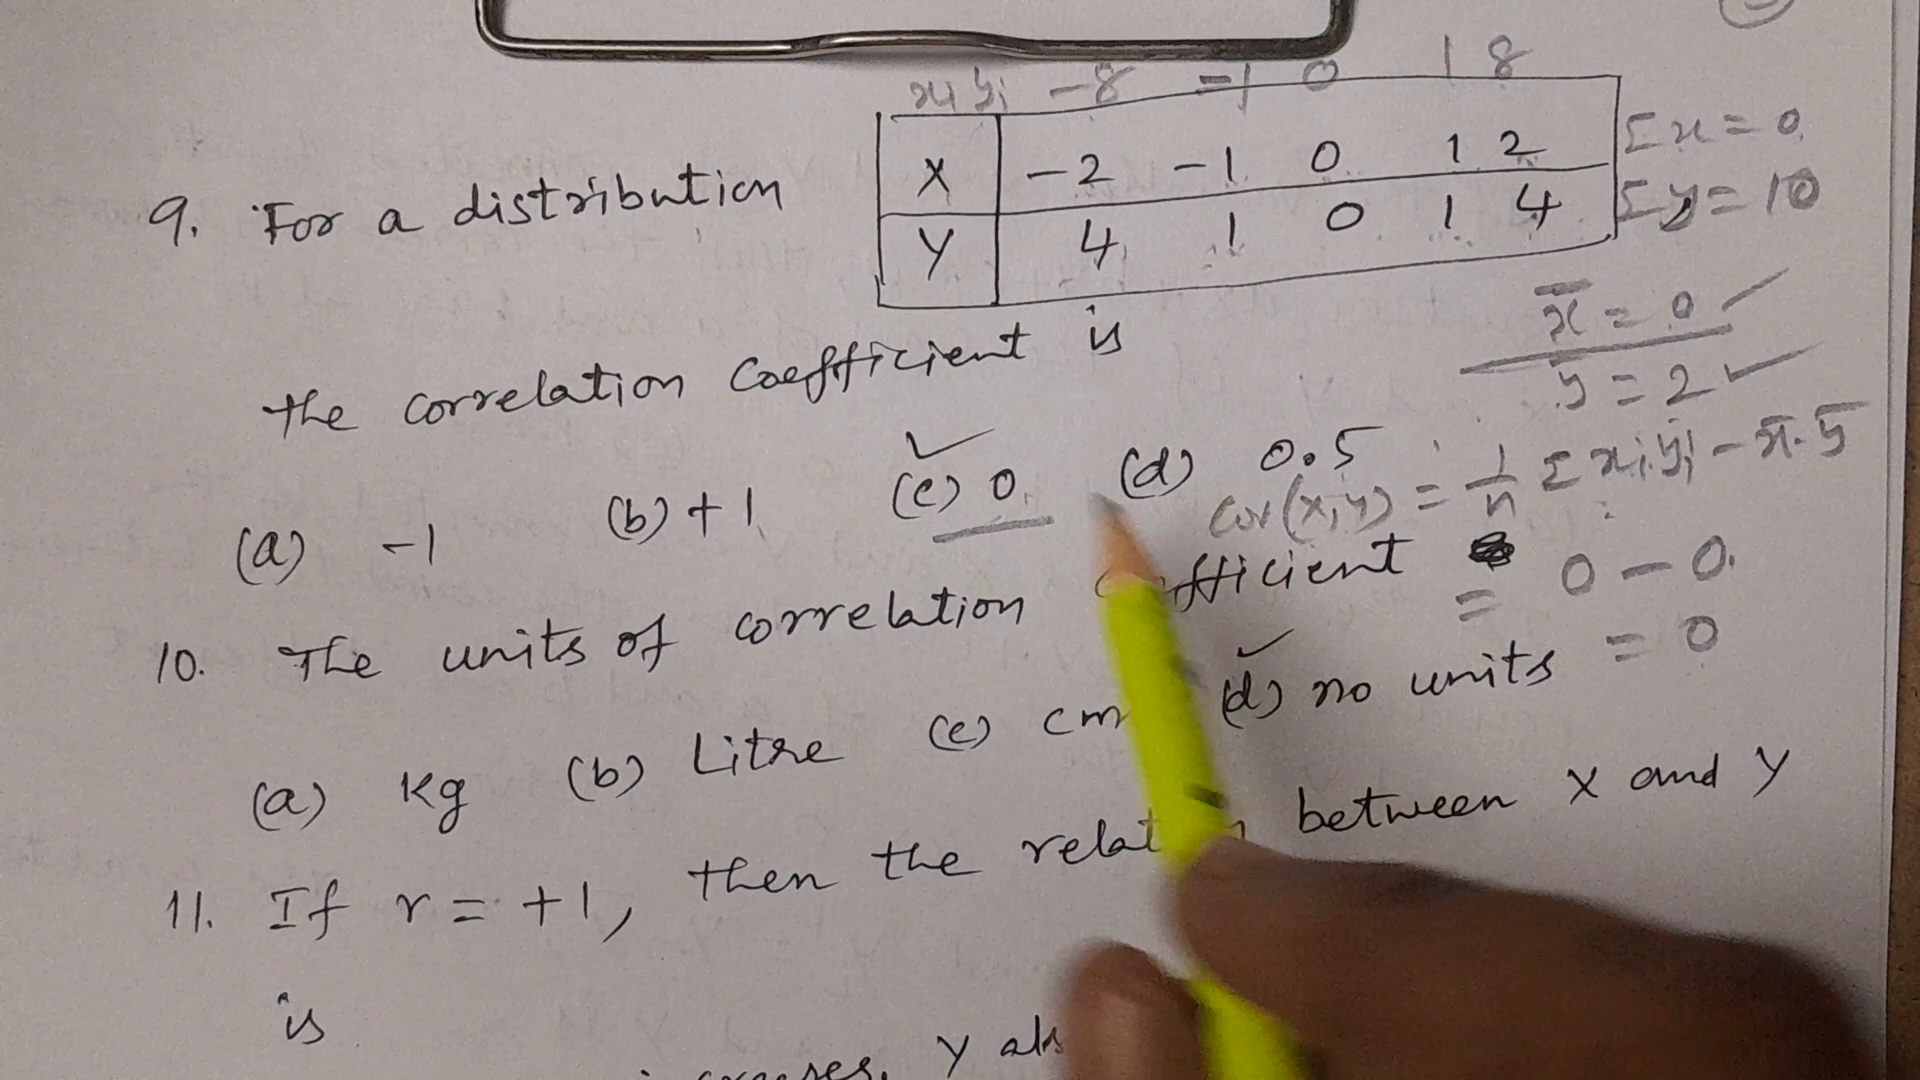 xiyi -8 -1 0 1 8
9. For a distribution
X -2 -1 0 1 2
Y 4 1 0 1 4
Σx = 0
Σy = 10
x̄ = 0
ȳ = 2
the correlation coefficient is
(a) -1 (b) +1 (c) 0 (d) 0.5
cov(x,y) = 1/n Σxiyi - x̄.ȳ
= 0 - 0
= 0
10. The units of correlation
(a) kg (b) Litre (c) cm (d) no units
11. If r = +1, then the between X and Y
is
Y